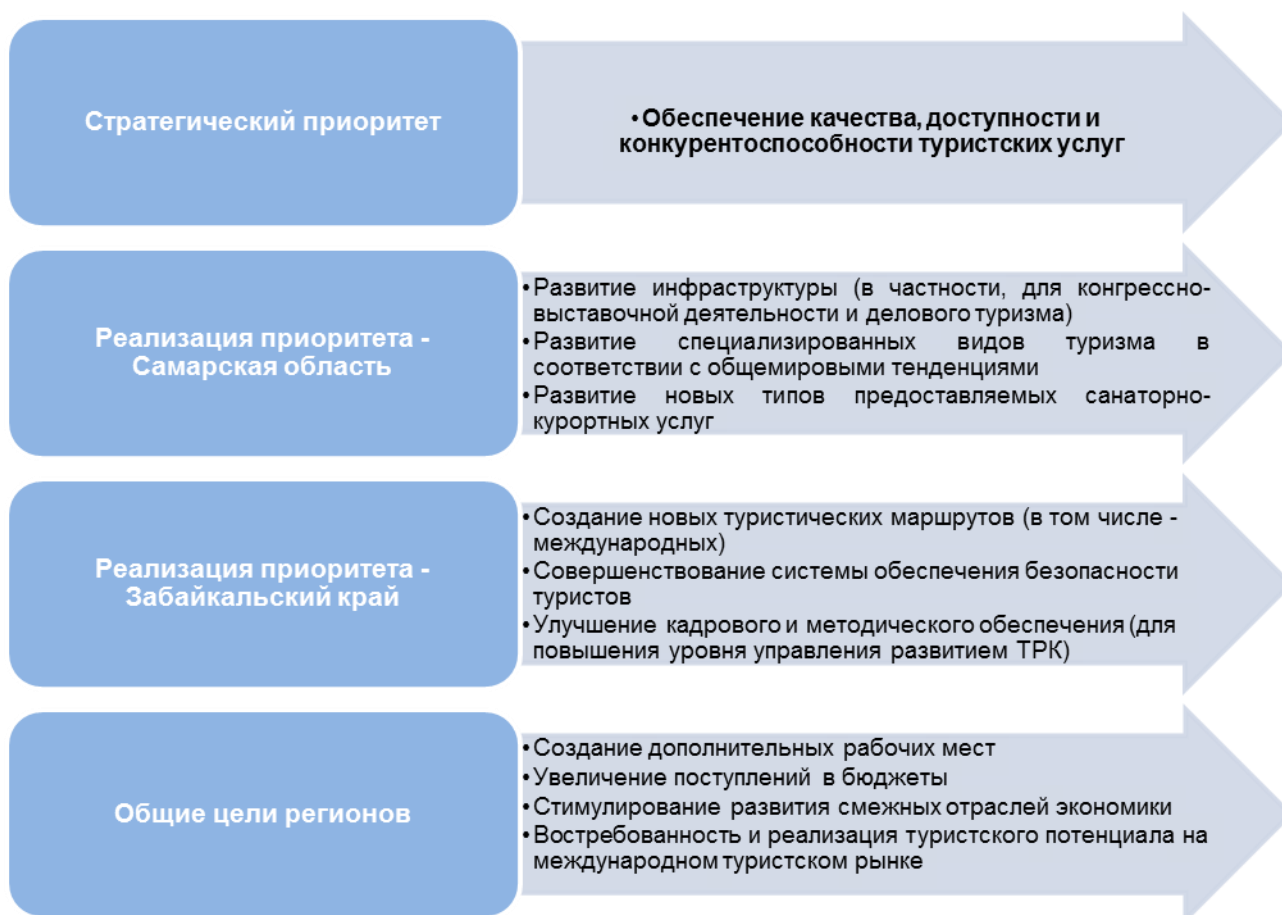 Стратегический приоритет
•Обеспечение качества, доступности и
конкурентоспособности туристских услуг
Реализация приоритета -
Самарская область
•Развитие инфраструктуры (в частности, для конгрессно-
выставочной деятельности и делового туризма)
•Развитие специализированных видов туризма в
соответствии с общемировыми тенденциями
•Развитие новых типов предоставляемых санаторно-
курортных услуг
Реализация приоритета -
Забайкальский край
•Создание новых туристических маршрутов (в том числе -
международных)
•Совершенствование системы обеспечения безопасности
туристов
•Улучшение кадрового и методического обеспечения (для
повышения уровня управления развитием ТРК)
Общие цели регионов
•Создание дополнительных рабочих мест
•Увеличение поступлений в бюджеты
•Стимулирование развития смежных отраслей экономики
•Востребованность и реализация туристского потенциала на
международном туристском рынке